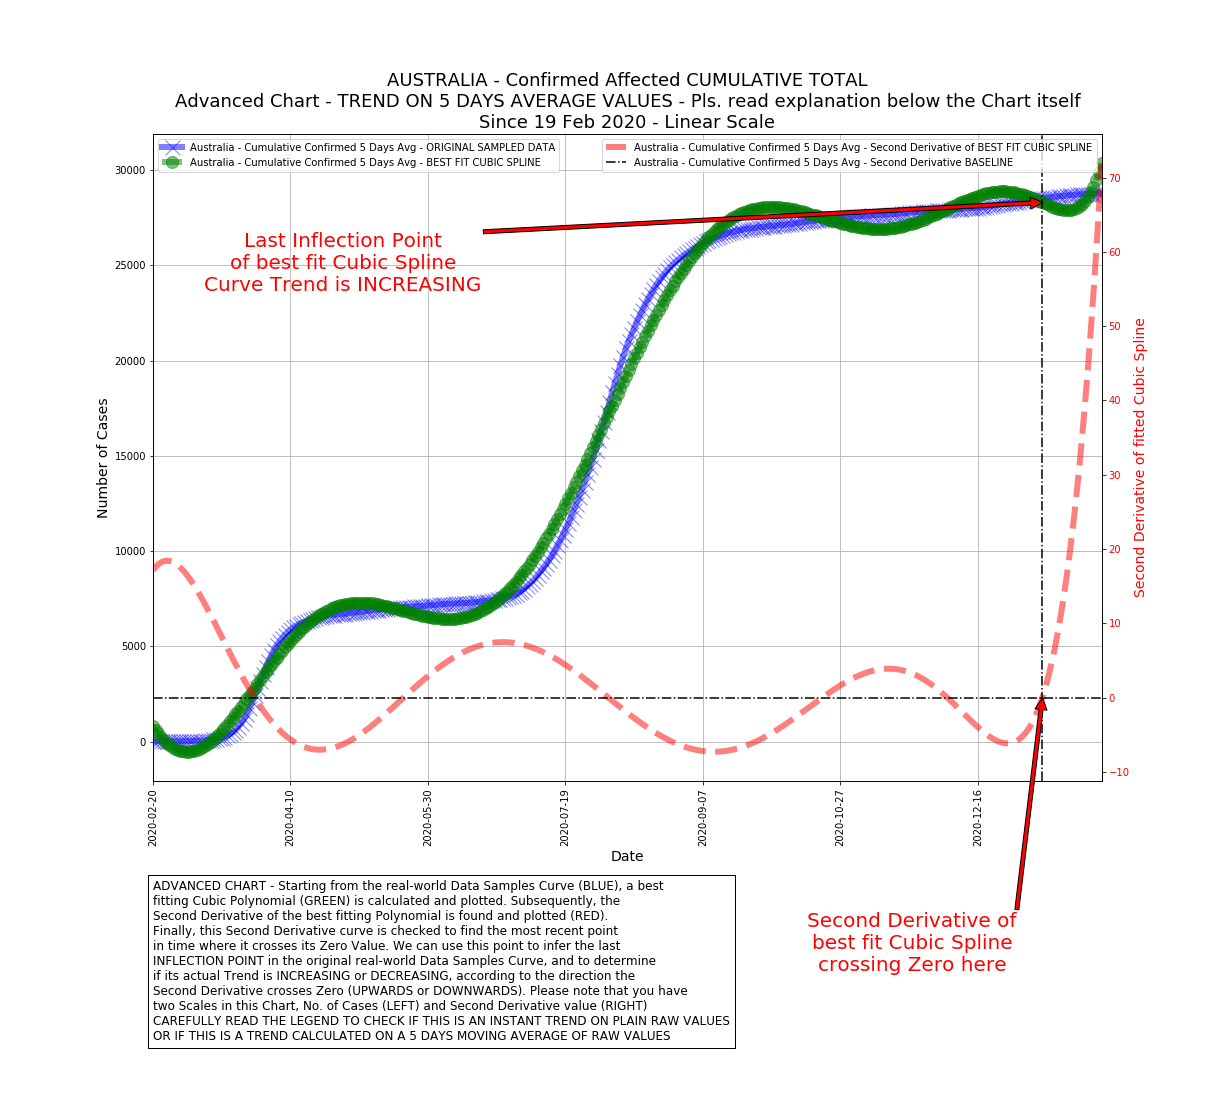 AUSTRALIA - Confirmed Affected CUMULATIVE TOTAL
Advanced Chart - TREND ON 5 DAYS AVERAGE VALUES - Pls. read explanation below the Chart itself
Since 19 Feb 2020 - Linear Scale
Australia - Cumulative Confirmed 5 Days Avg - ORIGINAL SAMPLED DATA
Australia - Cumulative Confirmed 5 Days Avg - BEST FIT CUBIC SPLINE
Australia - Cumulative Confirmed 5 Days Avg - Second Derivative of BEST FIT CUBIC SPLINE
Australia - Cumulative Confirmed 5 Days Avg - Second Derivative BASELINE
Last Inflection Point
of best fit Cubic Spline
Curve Trend is INCREASING
Number of Cases
30000
25000
20000
15000
10000
5000
0
70
60
50
40
30
20
10
0
−10
Second Derivative of fitted Cubic Spline
2020-02-20
2020-04-10
2020-05-30
2020-07-19
2020-09-07
2020-10-27
2020-12-16
Date
ADVANCED CHART - Starting from the real-world Data Samples Curve (BLUE), a best
fitting Cubic Polynomial (GREEN) is calculated and plotted. Subsequently, the
Second Derivative of the best fitting Polynomial is found and plotted (RED).
Finally, this Second Derivative curve is checked to find the most recent point
in time where it crosses its Zero Value. We can use this point to infer the last
INFLECTION POINT in the original real-world Data Samples Curve, and to determine
if its actual Trend is INCREASING or DECREASING, according to the direction the
Second Derivative crosses Zero (UPWARDS or DOWNWARDS). Please note that you have
two Scales in this Chart, No. of Cases (LEFT) and Second Derivative value (RIGHT)
CAREFULLY READ THE LEGEND TO CHECK IF THIS IS AN INSTANT TREND ON PLAIN RAW VALUES
OR IF THIS IS A TREND CALCULATED ON A 5 DAYS MOVING AVERAGE OF RAW VALUES
Second Derivative of
best fit Cubic Spline
crossing Zero here